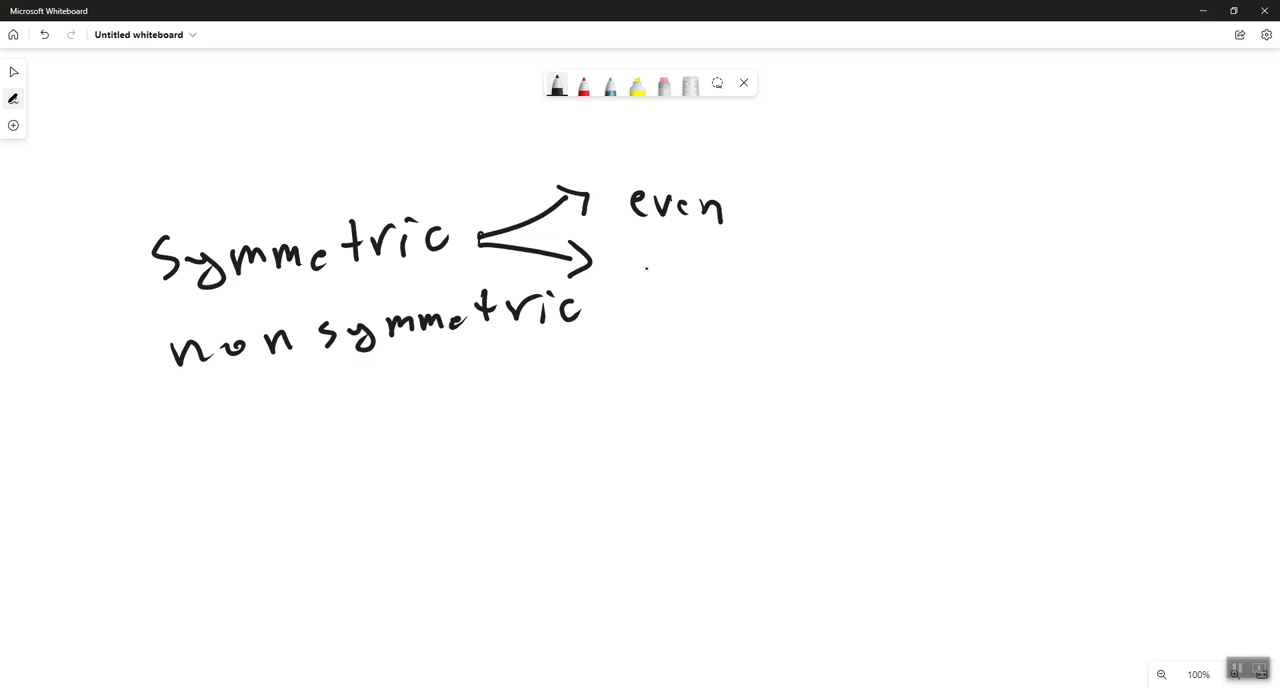 Microsoft Whiteboard
Untitled whiteboard
even
Symmetric
non symmetric
100%